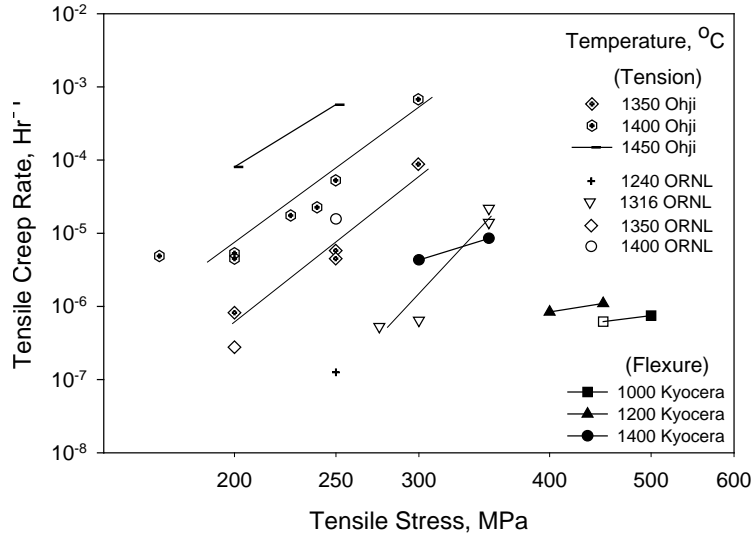 10⁻²
10⁻³
10⁻⁴
10⁻⁵
10⁻⁶
10⁻⁷
10⁻⁸
Tensile Creep Rate, Hr⁻¹
200
250
300
400
500
600
Tensile Stress, MPa
Temperature, ᴼC
(Tension)
1350 Ohji
1400 Ohji
1450 Ohji
1240 ORNL
1316 ORNL
1350 ORNL
1400 ORNL
(Flexure)
1000 Kyocera
1200 Kyocera
1400 Kyocera